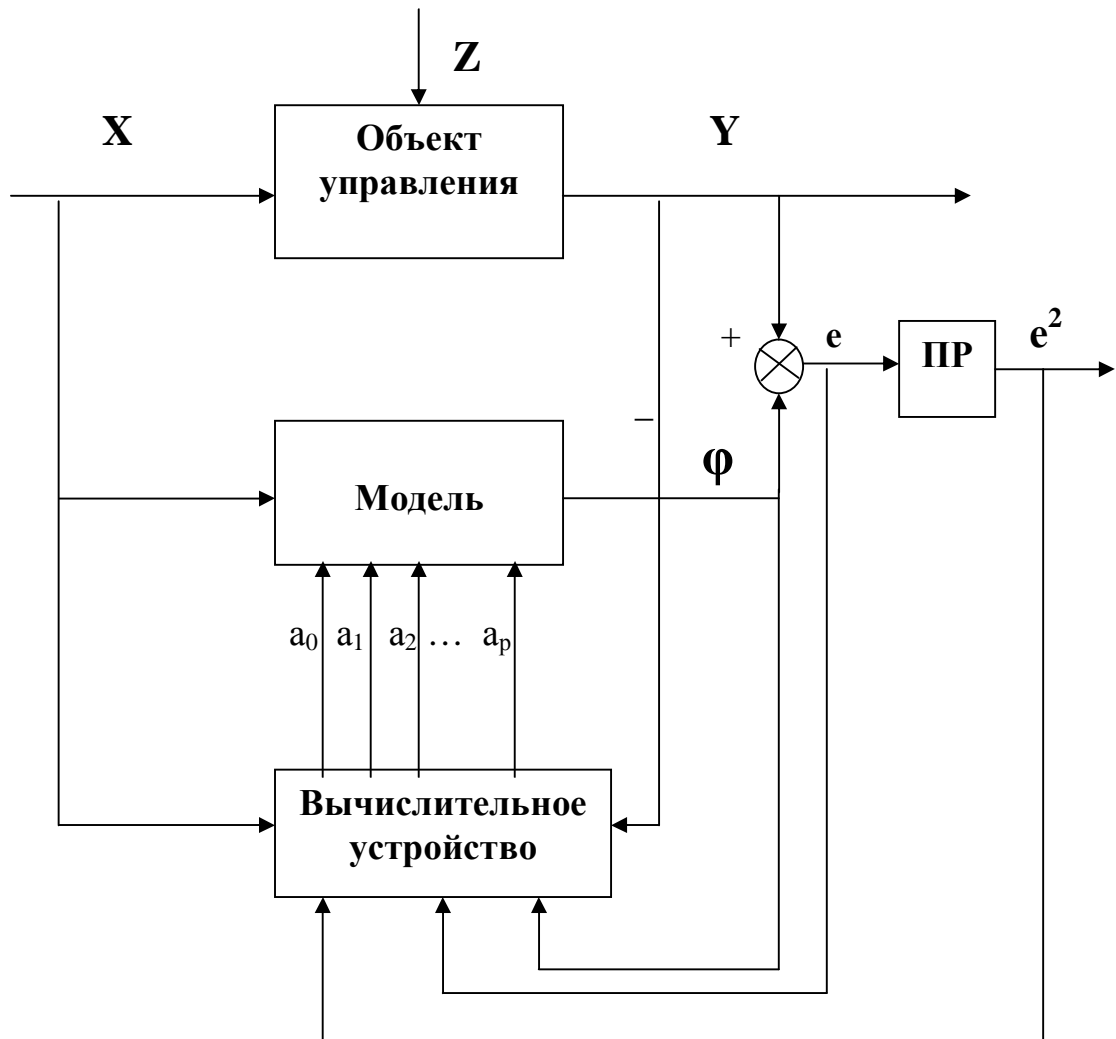 Z
X
Объект
управления
Y
+
e
ПР
e²
–
φ
Модель
a₀ a₁ a₂ … aₚ
Вычислительное
устройство